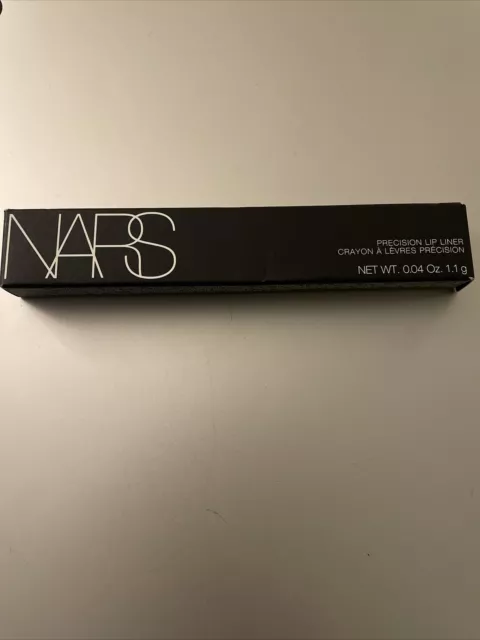 NARS
PRECISION LIP LINER
CRAYON À LÈVRES PRÉCISION
NET WT. 0.04 Oz. 1.1 g